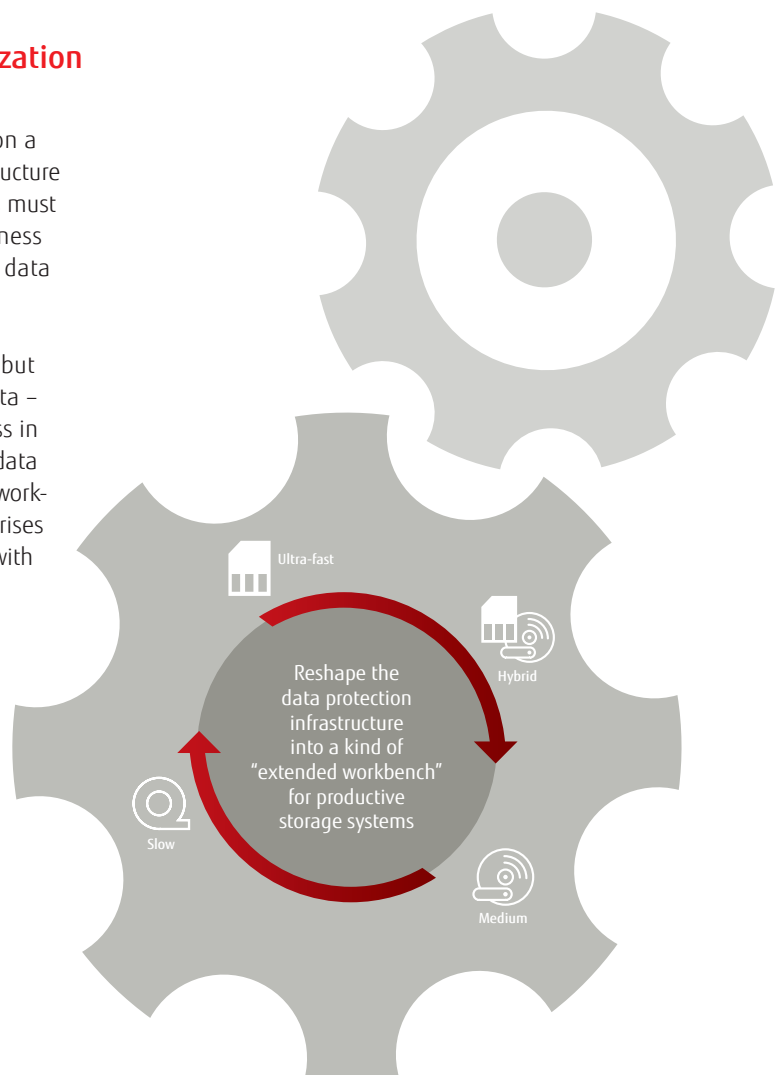 zation
on a
ucture
must
ness
data
but
ta –
ss in
data
work-
rises
with
Ultra-fast
Hybrid
Reshape the
data protection
infrastructure
into a kind of
“extended workbench”
for productive
storage systems
Slow
Medium